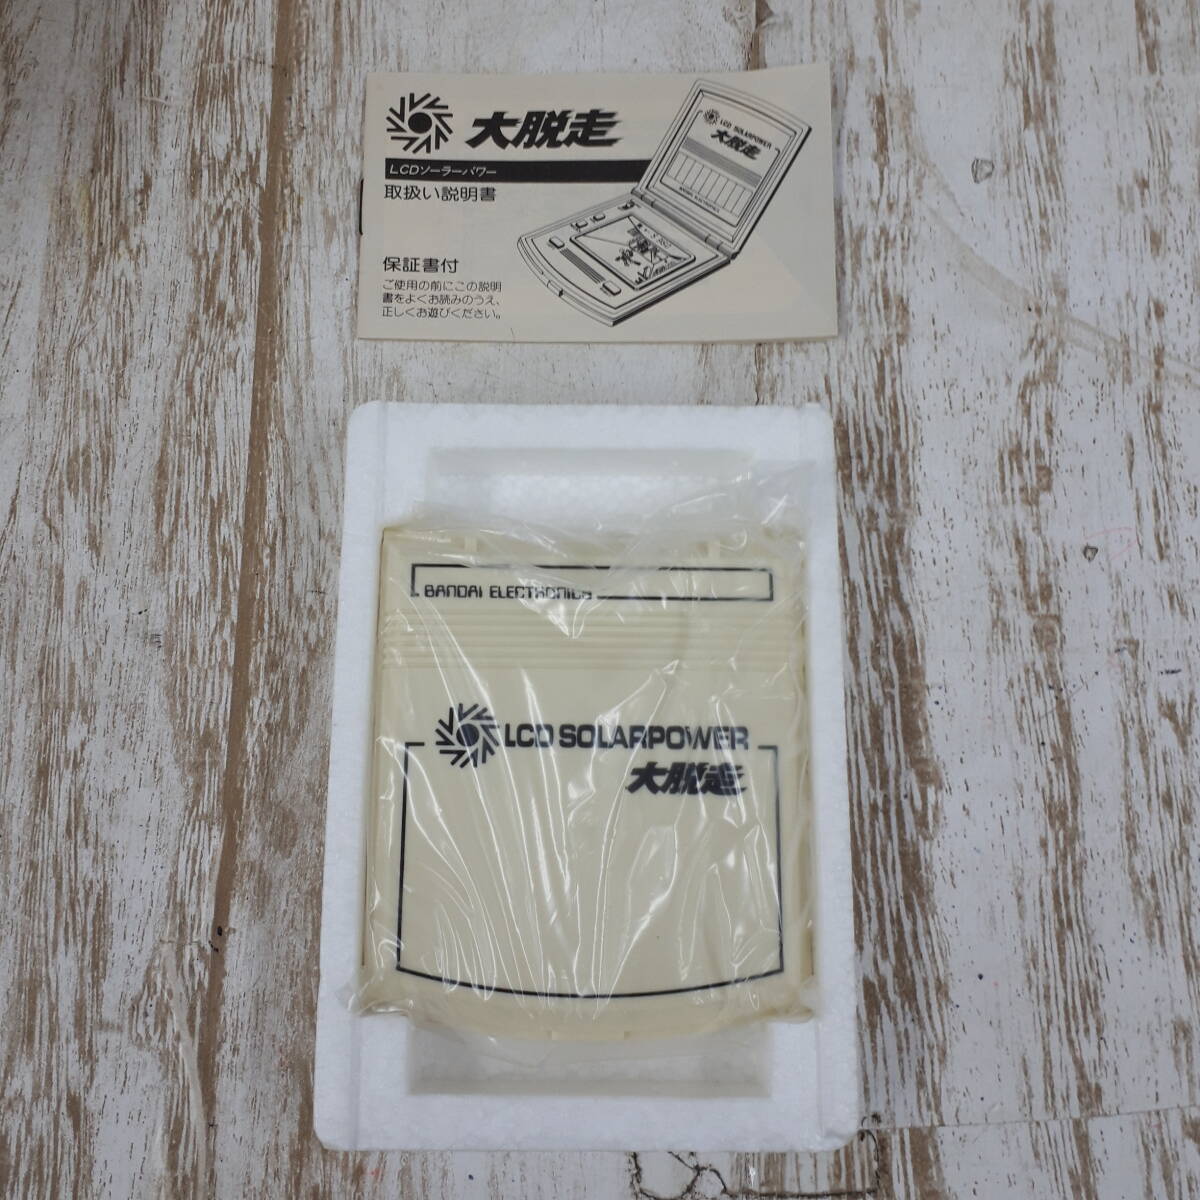 大脱走
LCDソーラーパワー
取扱い説明書
保証書付
ご使用の前にこの説明
書をよくお読みのうえ、
正しくお遊びください。
LCD SOLARPOWER
大脱走
BANDAI ELECTRONICS
BANDAI ELECTRONICS
LCD SOLARPOWER
大脱走